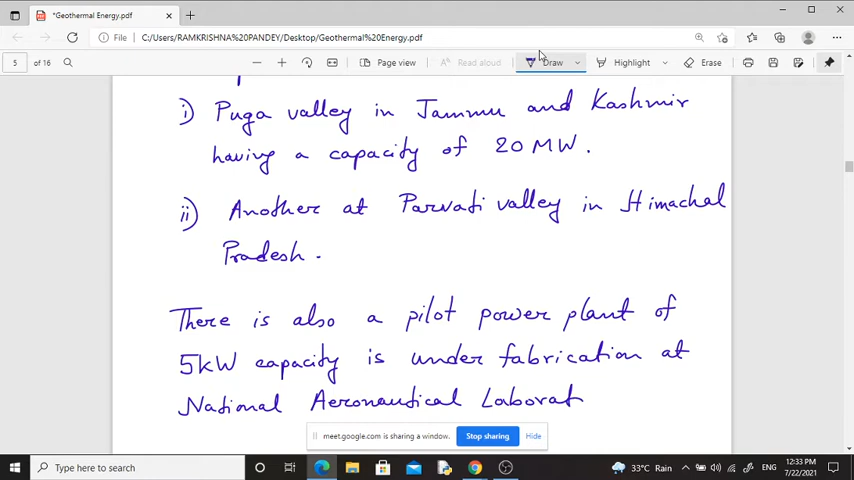 *Geothermal Energy.pdf
File C:/Users/RAMKRISHNA%20PANDEY/Desktop/Geothermal%20Energy.pdf
5 of 16 Page view Read aloud Draw Highlight Erase
i) Puga valley in Jammu and Kashmir
having a capacity of 20 MW.
ii) Another at Parvati valley in Himachal
Pradesh.
There is also a pilot power plant of
5kW capacity is under fabrication at
National Aeronautical Laborat
meet.google.com is sharing a window. Stop sharing Hide
Type here to search
33°C Rain ENG 12:33 PM
7/22/2021